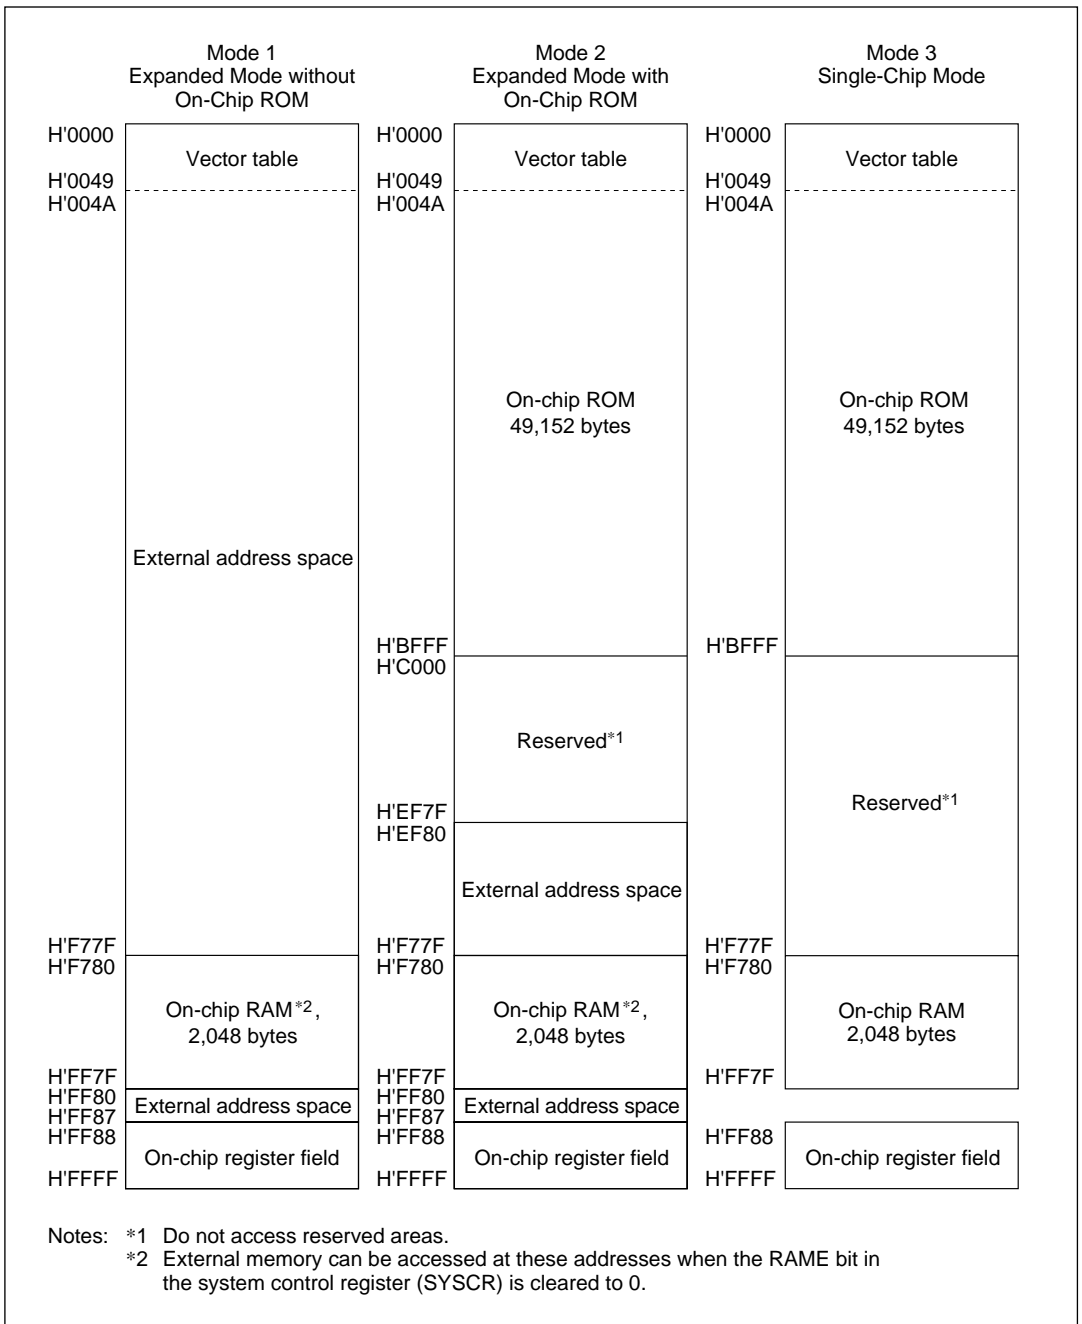 Mode 1
Expanded Mode without
On-Chip ROM
H'0000
Vector table
H'0049
H'004A
External address space
H'F77F
H'F780
On-chip RAM*2,
2,048 bytes
H'FF7F
H'FF80
External address space
H'FF87
H'FF88
On-chip register field
H'FFFF
Mode 2
Expanded Mode with
On-Chip ROM
H'0000
Vector table
H'0049
H'004A
On-chip ROM
49,152 bytes
H'BFFF
H'C000
Reserved*1
H'EF7F
H'EF80
External address space
H'F77F
H'F780
On-chip RAM*2,
2,048 bytes
H'FF7F
H'FF80
External address space
H'FF87
H'FF88
On-chip register field
H'FFFF
Mode 3
Single-Chip Mode
H'0000
Vector table
H'0049
H'004A
On-chip ROM
49,152 bytes
H'BFFF
Reserved*1
H'F77F
H'F780
On-chip RAM
2,048 bytes
H'FF7F
H'FF88
On-chip register field
H'FFFF
Notes: *1 Do not access reserved areas.
*2 External memory can be accessed at these addresses when the RAME bit in
the system control register (SYSCR) is cleared to 0.